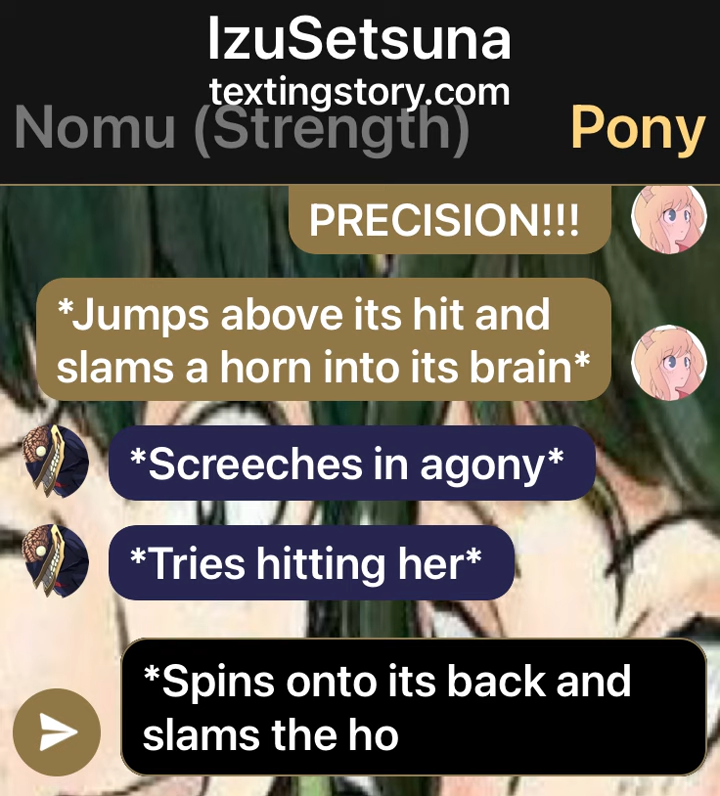 IzuSetsuna
textingstory.com
Nomu (Strength)
Pony
PRECISION!!!
*Jumps above its hit and
slams a horn into its brain*
*Screeches in agony*
*Tries hitting her*
*Spins onto its back and
slams the ho